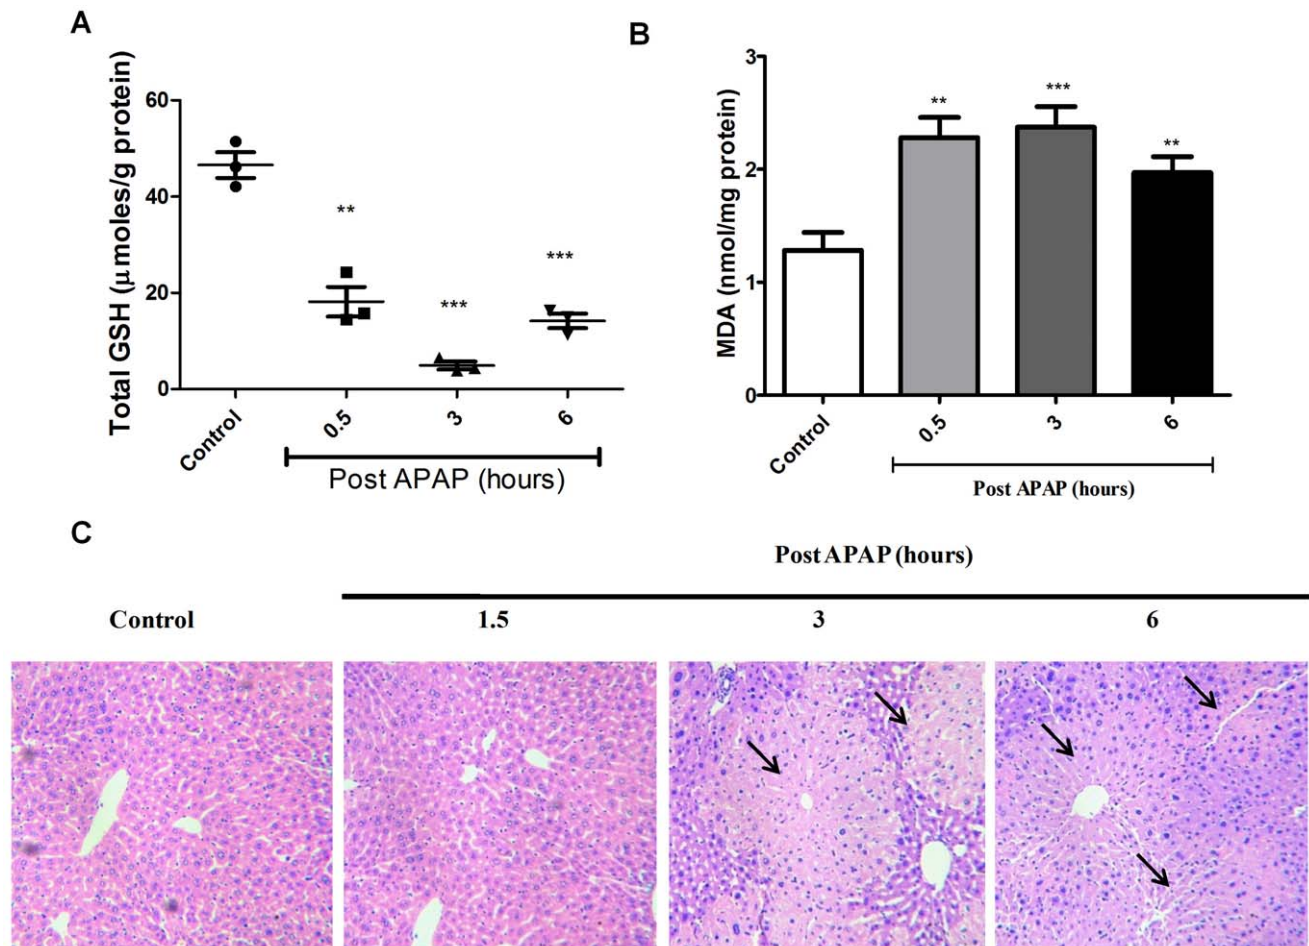 A
Total GSH (μmoles/g protein)
60
40
20
0
**
***
***
Control
0.5
3
6
Post APAP (hours)
B
MDA (nmol/mg protein)
3
2
1
0
**
***
**
Control
0.5
3
6
Post APAP (hours)
C
Post APAP (hours)
Control 1.5 3 6